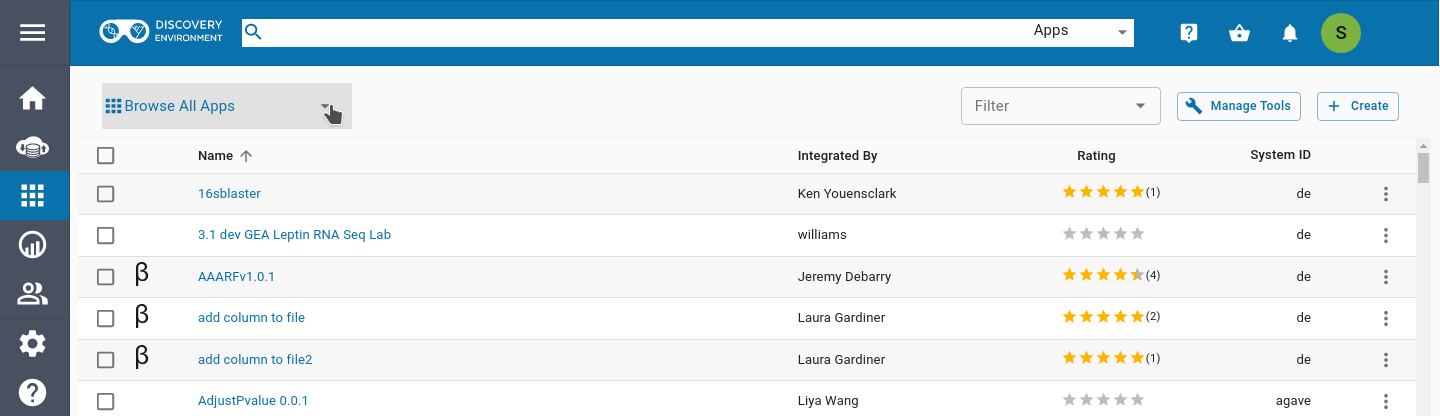 DISCOVERY
ENVIRONMENT
Apps
S
Browse All Apps
Filter
Manage Tools
Create
Name
Integrated By
Rating
System ID
16sblaster
Ken Youensclark
(1)
de
3.1 dev GEA Leptin RNA Seq Lab
williams
de
β
AAARFv1.0.1
Jeremy Debarry
(4)
de
β
add column to file
Laura Gardiner
(2)
de
β
add column to file2
Laura Gardiner
(1)
de
AdjustPvalue 0.0.1
Liya Wang
agave